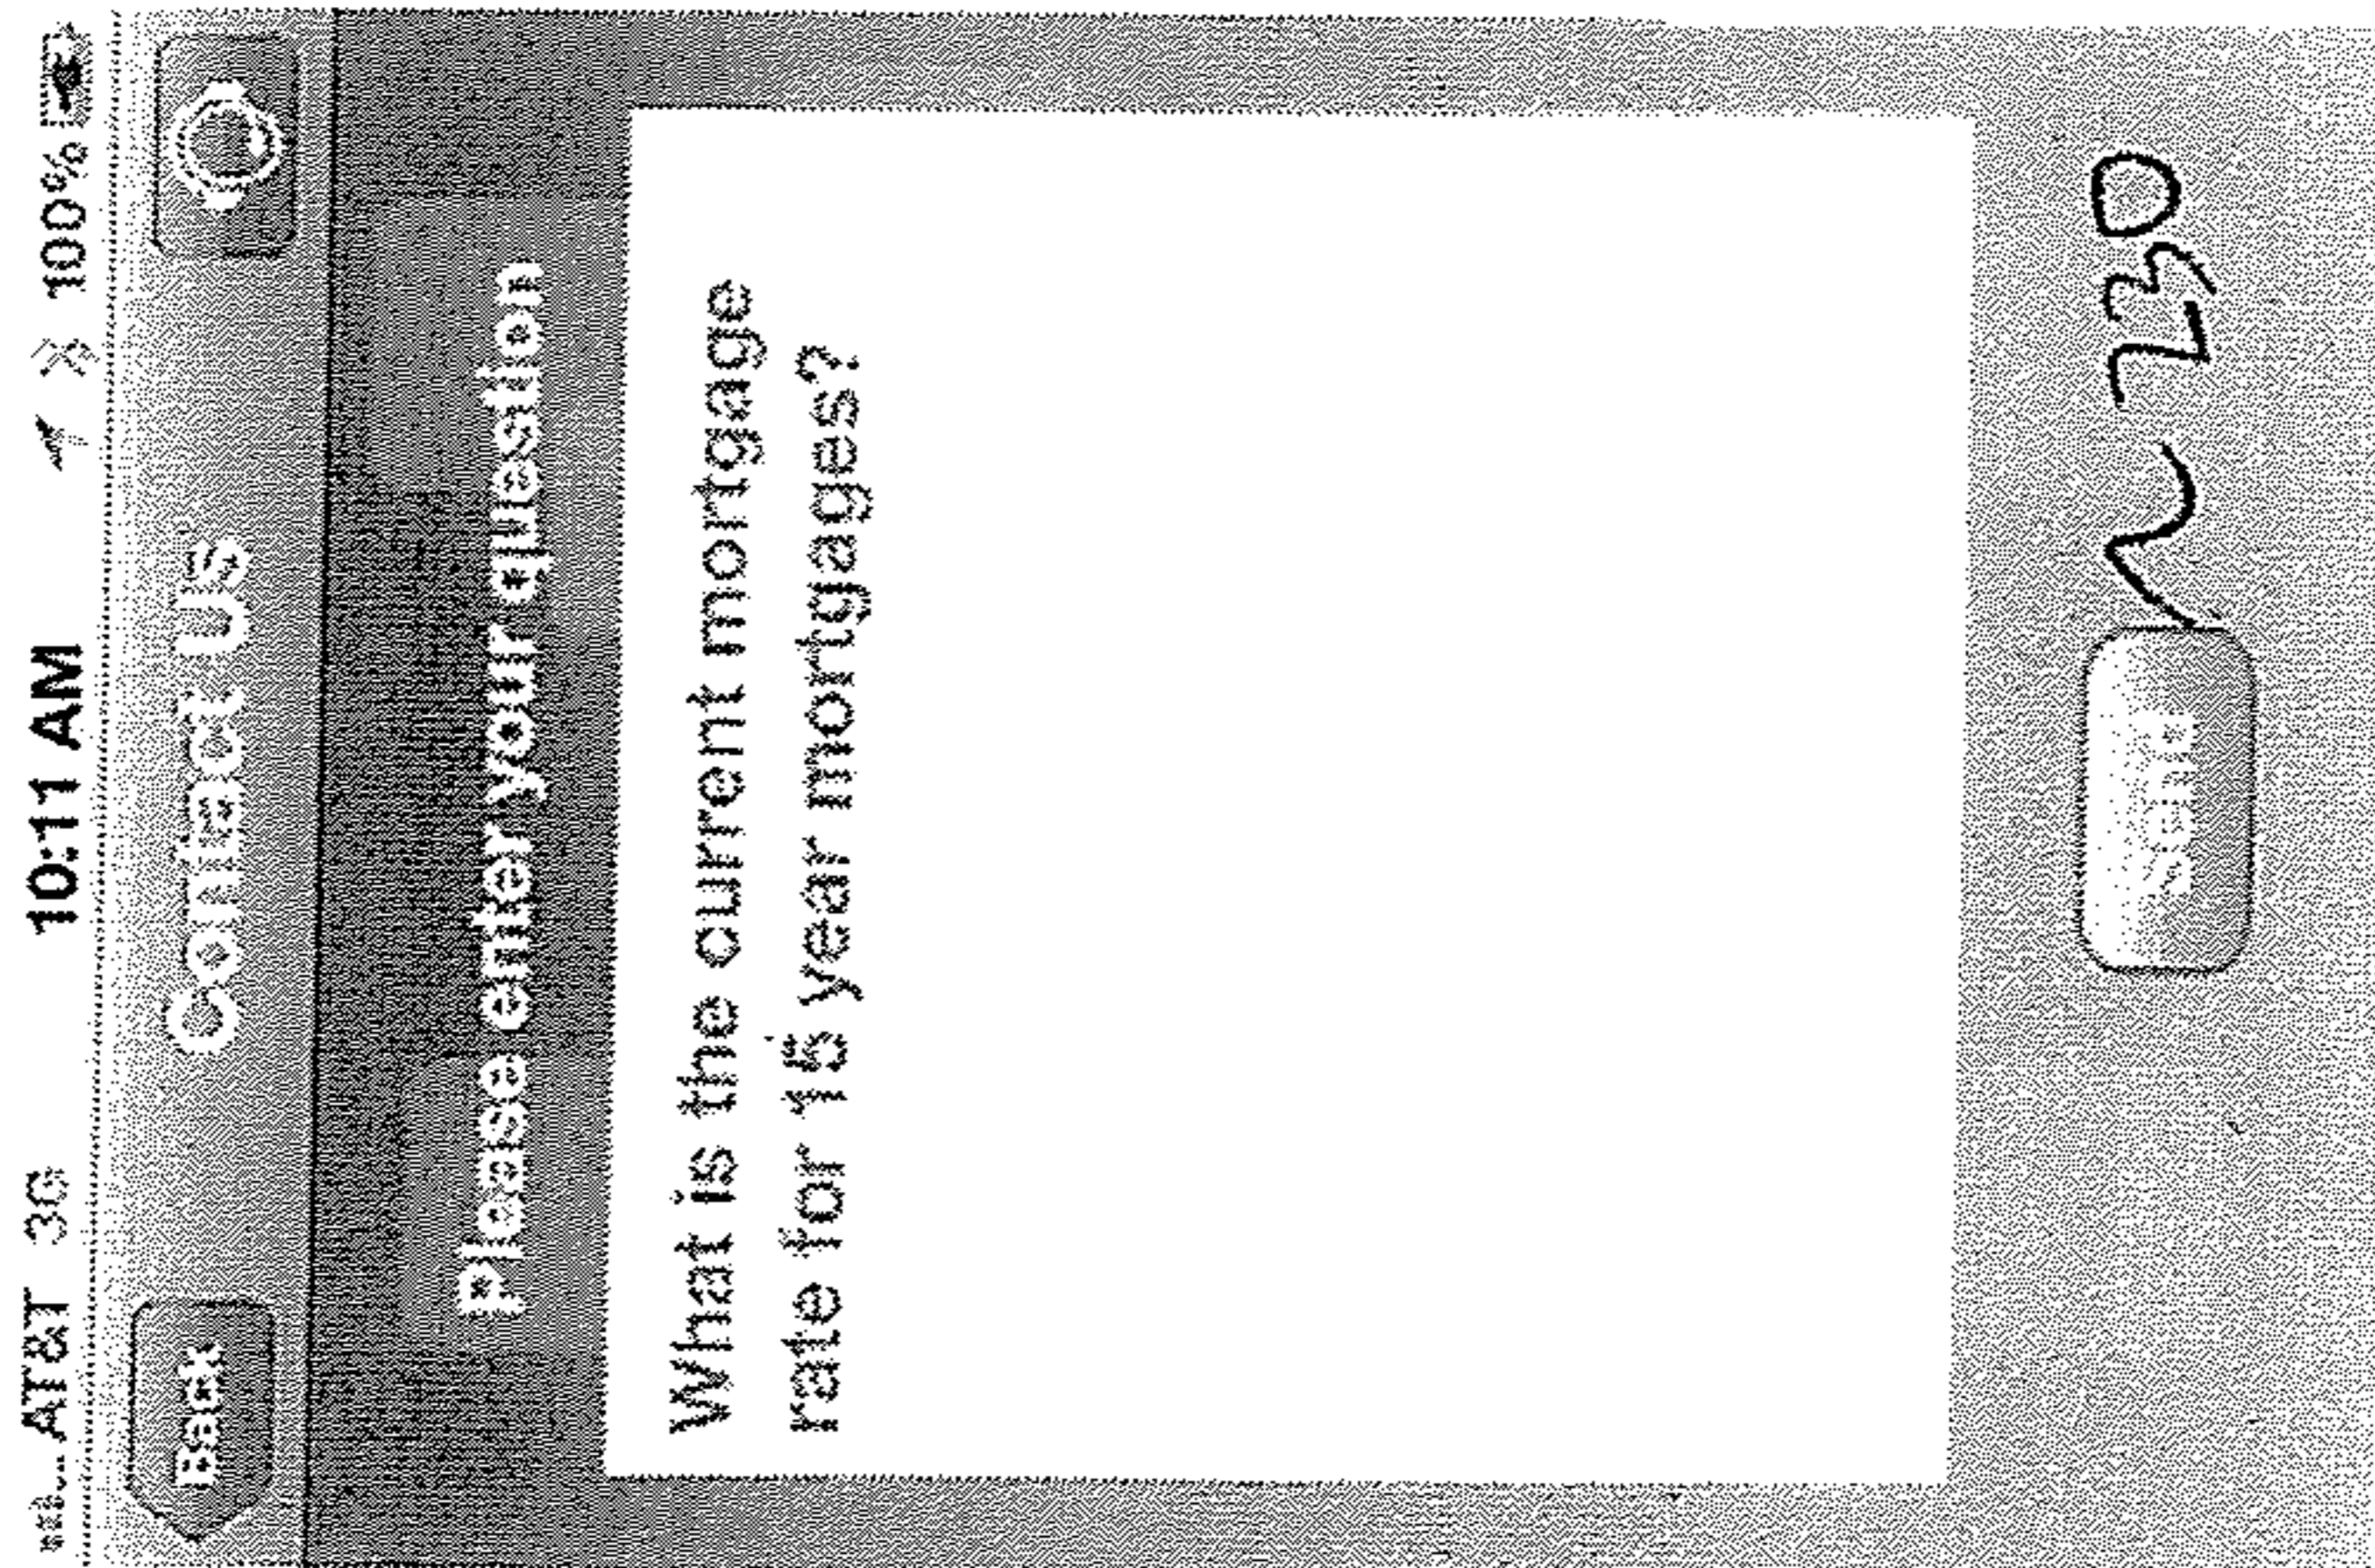 AT&T 3G 10:11 AM 100%
Back Contact Us
Please enter your question
What is the current mortgage
rate for 15 year mortgages?
Send 230